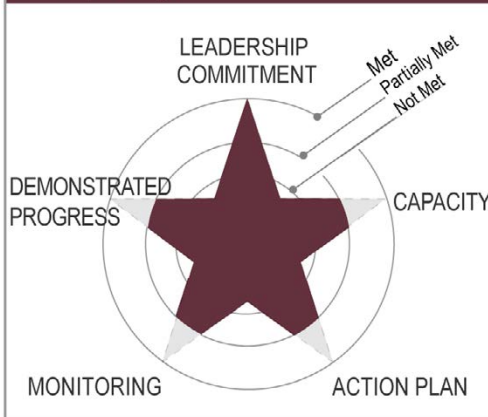 LEADERSHIP
COMMITMENT
Met
Partially Met
Not Met
DEMONSTRATED
PROGRESS
CAPACITY
MONITORING
ACTION PLAN